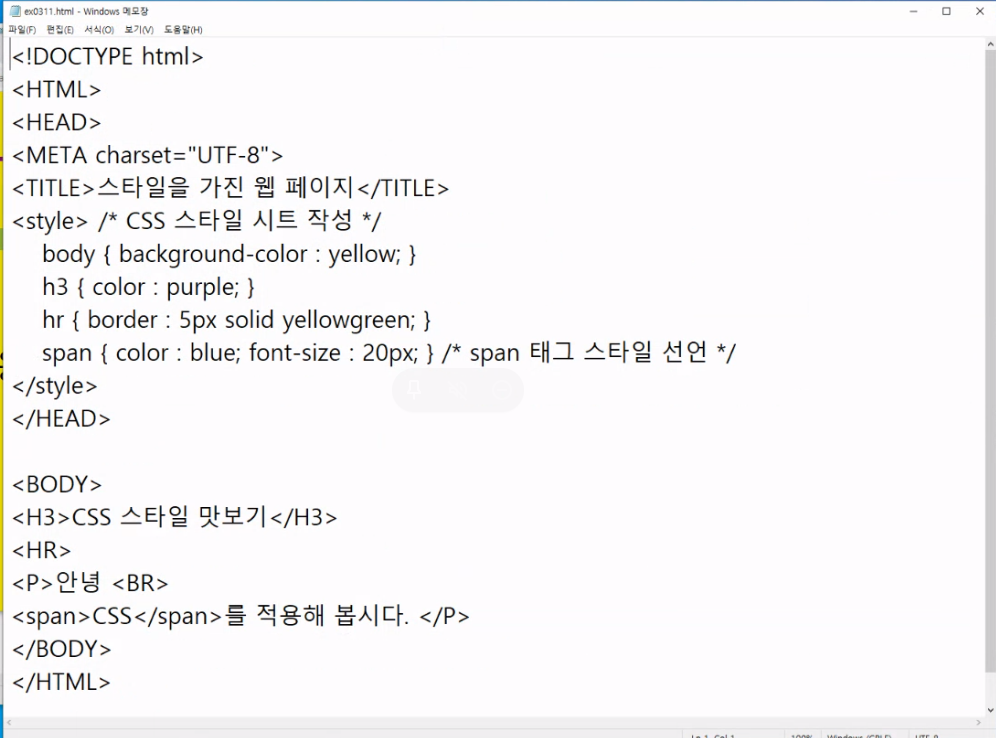 ex0311.html - Windows 메모장
파일(F) 편집(E) 서식(O) 보기(V) 도움말(H)
<!DOCTYPE html>
<HTML>
<HEAD>
<META charset="UTF-8">
<TITLE>스타일을 가진 웹 페이지</TITLE>
<style> /* CSS 스타일 시트 작성 */
body { background-color : yellow; }
h3 { color : purple; }
hr { border : 5px solid yellowgreen; }
span { color : blue; font-size : 20px; } /* span 태그 스타일 선언 */
</style>
</HEAD>
<BODY>
<H3>CSS 스타일 맛보기</H3>
<HR>
<P>안녕 <BR>
<span>CSS</span>를 적용해 봅시다. </P>
</BODY>
</HTML>
Ln 1, Col 1 100% Windows (CRLF) UTF-8